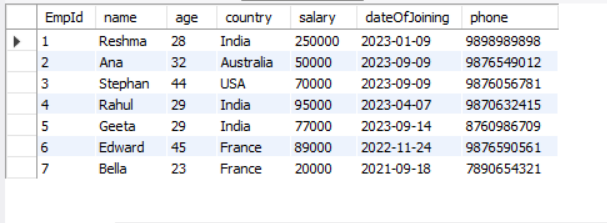 EmpId name age country salary dateOfJoining phone
1 Reshma 28 India 250000 2023-01-09 9898989898
2 Ana 32 Australia 50000 2023-09-09 9876549012
3 Stephan 44 USA 70000 2023-09-09 9876056781
4 Rahul 29 India 95000 2023-04-07 9870632415
5 Geeta 29 India 77000 2023-09-14 8760986709
6 Edward 45 France 89000 2022-11-24 9876590561
7 Bella 23 France 20000 2021-09-18 7890654321